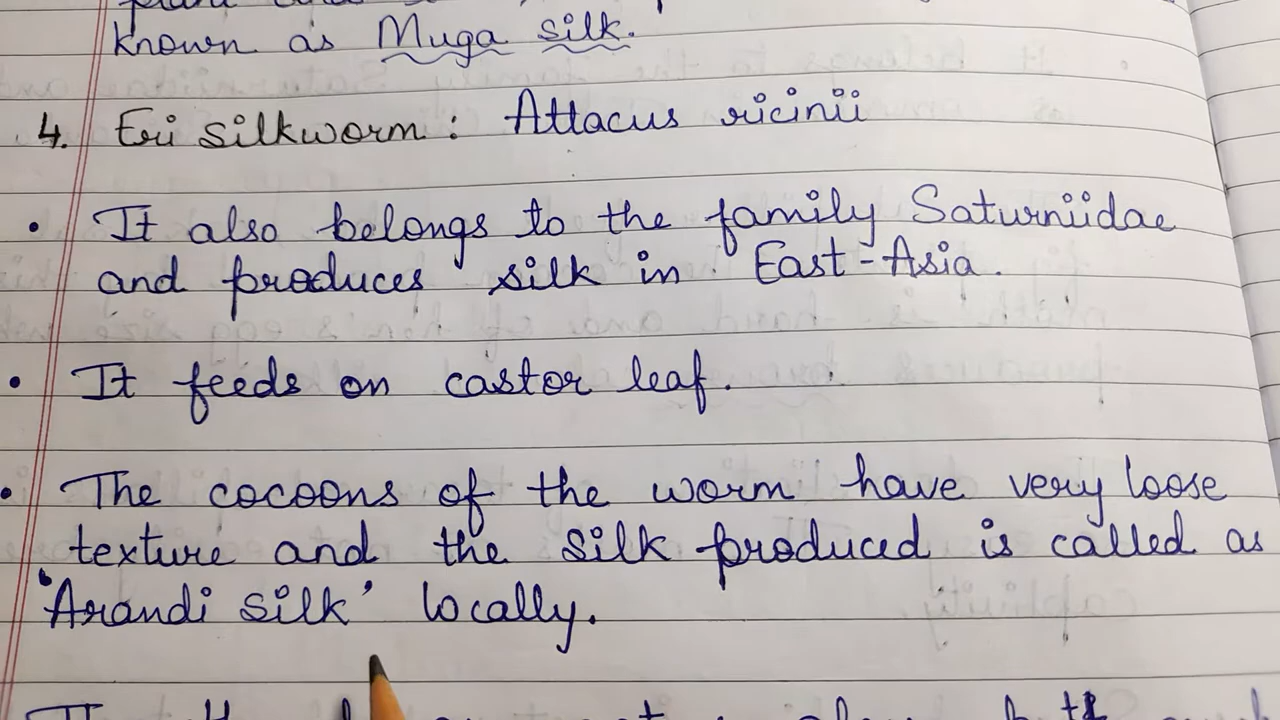 known as Muga silk.
4. Eri silkworm : Attacus ricinii
• It also belongs to the family Saturniidae
and produces silk in East-Asia.
• It feeds on castor leaf.
• The cocoons of the worm have very loose
texture and the silk produced is called as
'Arandi silk' locally.